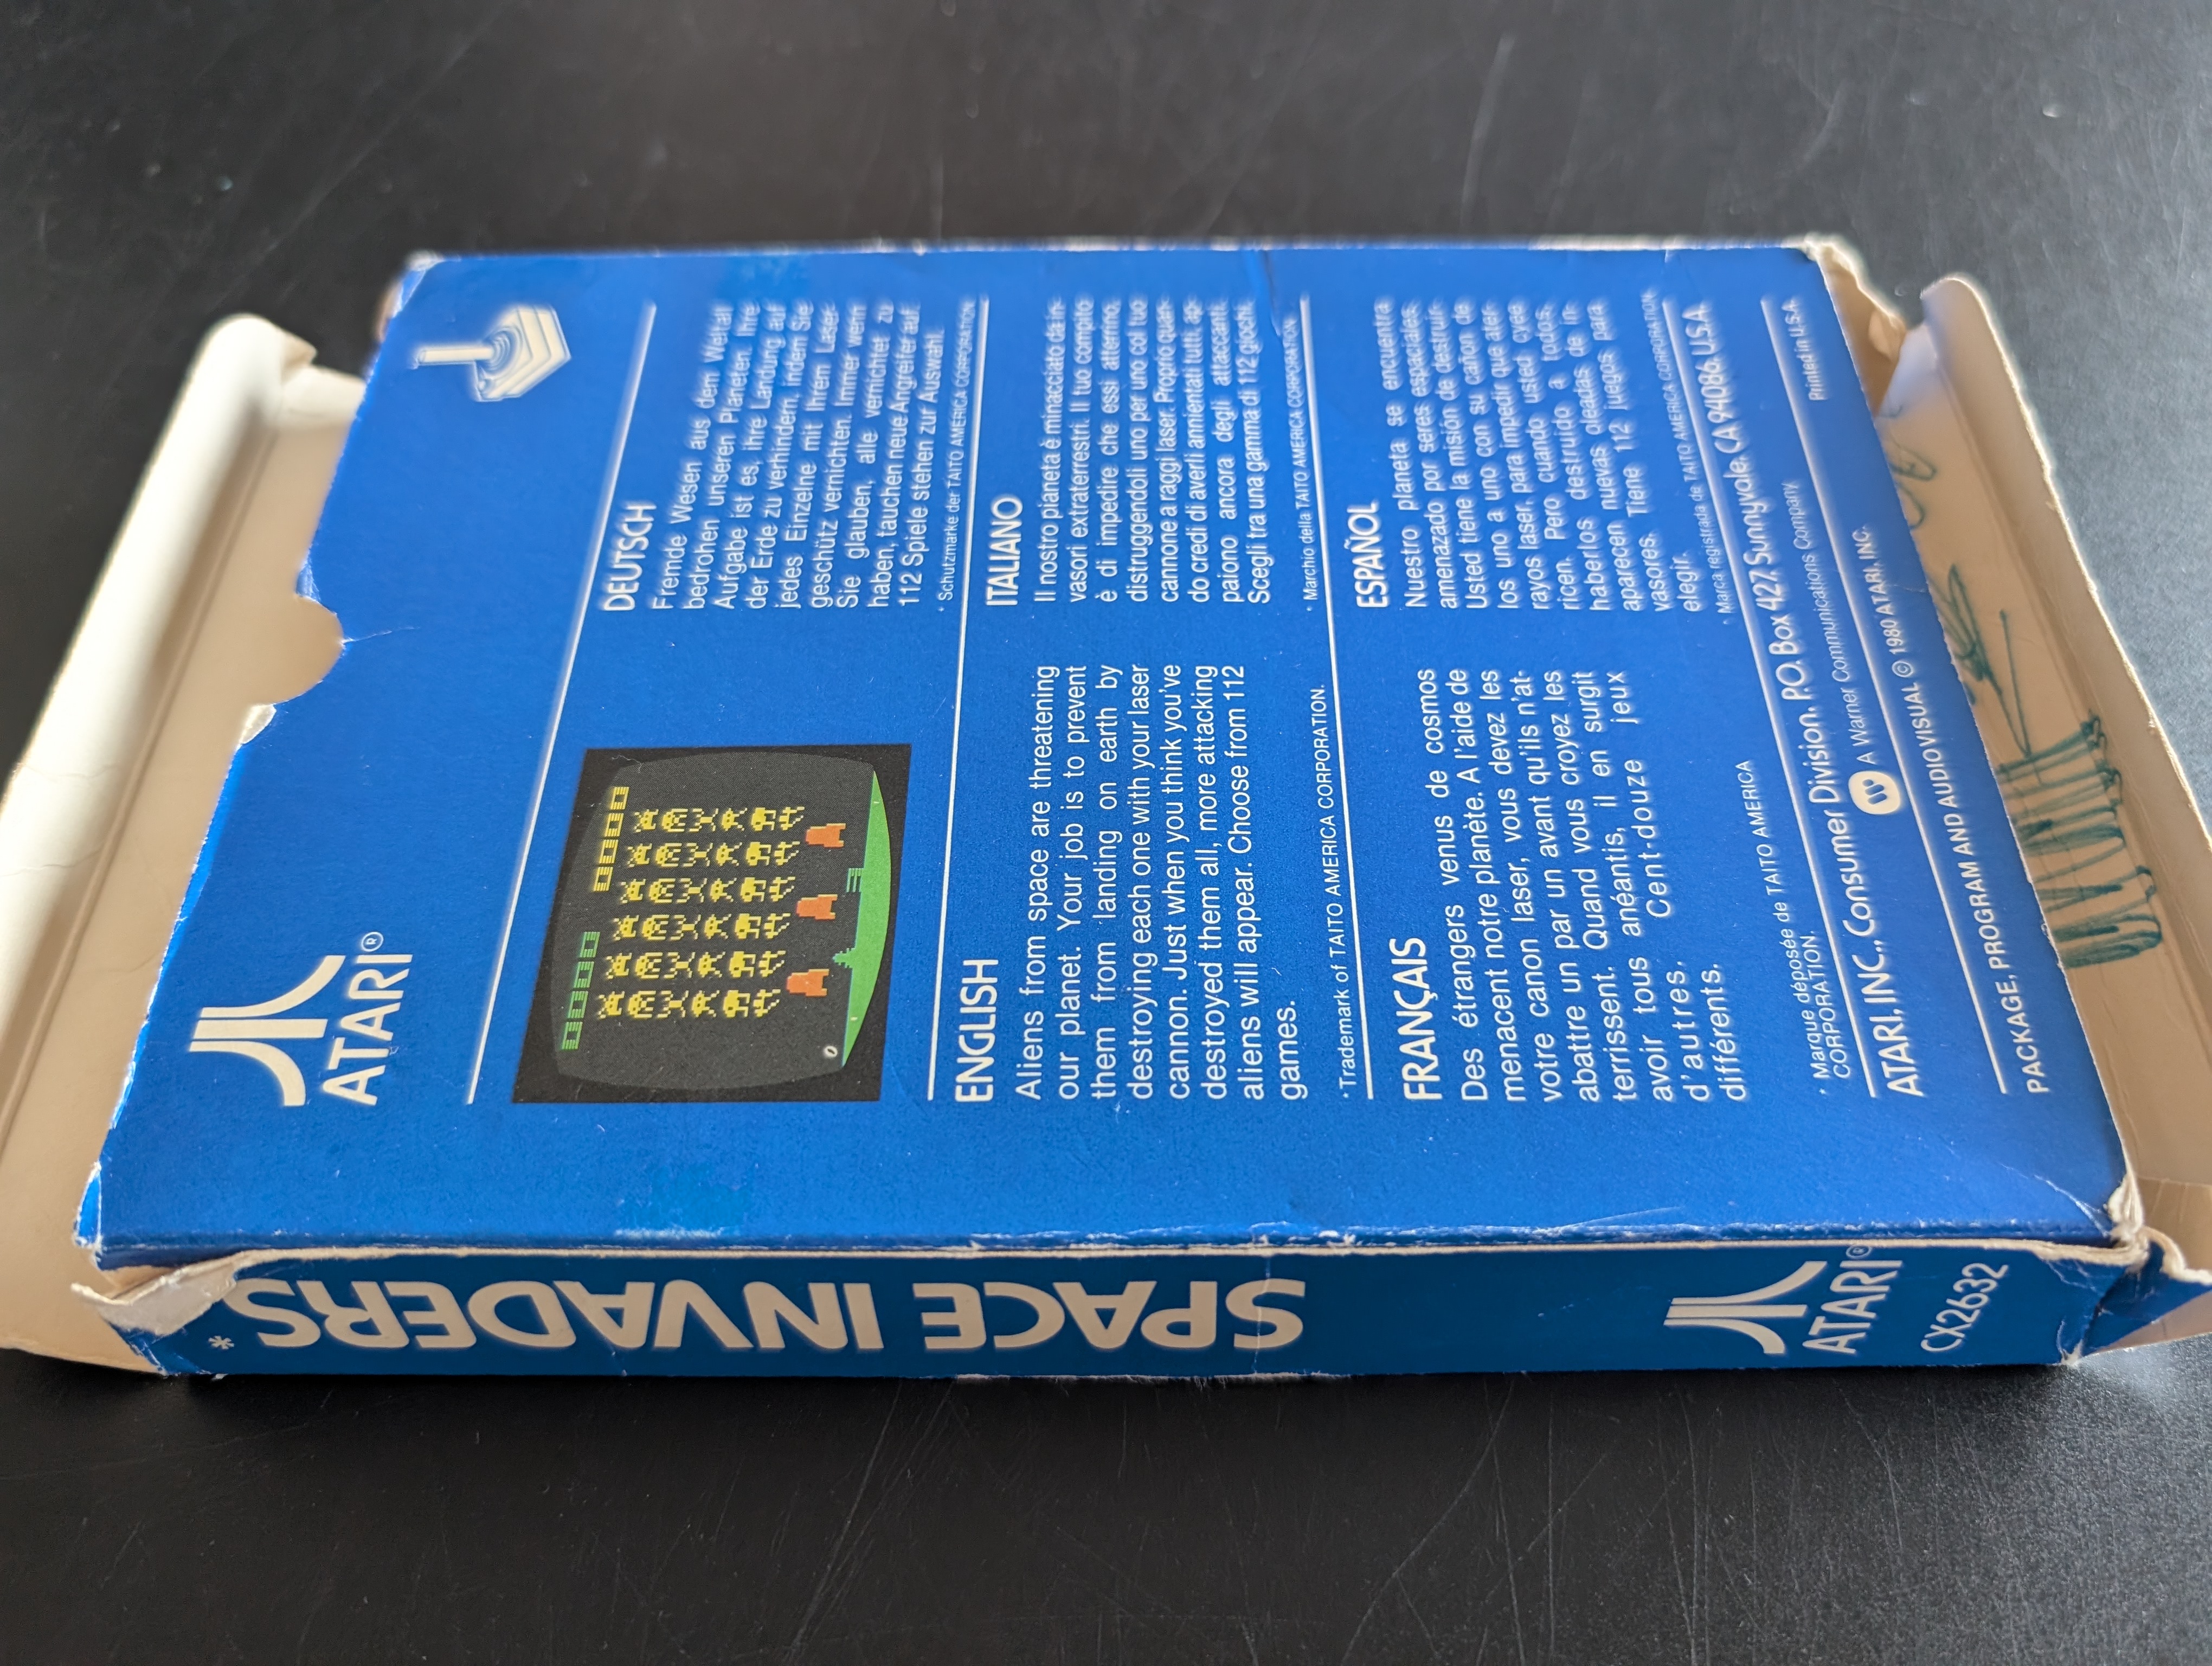 ATARI®
DEUTSCH
Fremde Wesen aus dem Weltall
bedrohen unseren Planeten. Ihre
Aufgabe ist es, ihre Landung auf
der Erde zu verhindern, indem Sie
jedes Einzelne mit Ihrem Laser-
geschütz vernichten. Immer wenn
Sie glauben, alle vernichtet zu
haben, tauchen neue Angreifer auf.
112 Spiele stehen zur Auswahl.
* Schutzmarke der TAITO AMERICA CORPORATION.
ENGLISH
Aliens from space are threatening
our planet. Your job is to prevent
them from landing on earth by
destroying each one with your laser
cannon. Just when you think you've
destroyed them all, more attacking
aliens will appear. Choose from 112
games.
* Trademark of TAITO AMERICA CORPORATION.
ITALIANO
Il nostro pianeta è minacciato da in-
vasori extraterrestri. Il tuo compito
è di impedire che essi atterrino,
distruggendoli uno per uno col tuo
cannone a raggi laser. Proprio quan-
do credi di averli annientati tutti, ap-
paiono ancora degli attaccanti.
Scegli tra una gamma di 112 giochi.
* Marchio della TAITO AMERICA CORPORATION.
FRANÇAIS
Des étrangers venus de cosmos
menacent notre planète. A l'aide de
votre canon laser, vous devez les
abattre un par un avant qu'ils n'at-
terrissent. Quand vous croyez les
avoir tous anéantis, il en surgit
d'autres. Cent-douze jeux
différents.
* Marque déposée de TAITO AMERICA
CORPORATION.
ESPAÑOL
Nuestro planeta se encuentra
amenazado por seres espaciales.
Usted tiene la misión de destruir-
los uno a uno con su cañon de
rayos laser, para impedir que ater-
ricen. Pero cuando usted crea
haberlos destruido a todos,
aparecen nuevas oleadas de in-
vasores. Tiene 112 juegos para
elegir.
* Marca registrada de TAITO AMERICA CORPORATION.
ATARI, INC., Consumer Division, P.O. Box 427, Sunnyvale, CA 94086, U.S.A.
A Warner Communications Company
Printed in U.S.A.
PACKAGE, PROGRAM AND AUDIOVISUAL © 1980 ATARI, INC.
SPACE INVADERS*
ATARI®
CX2632